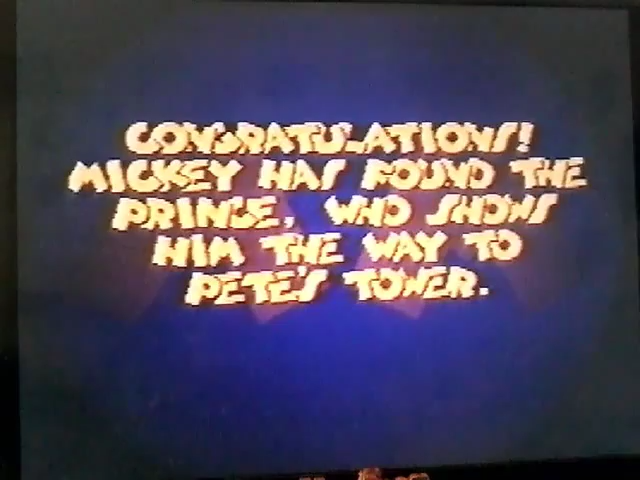 CONGRATULATIONS!
MICKEY HAS FOUND THE
PRINCE, WHO SHOWS
HIM THE WAY TO
PETE'S TOWER.